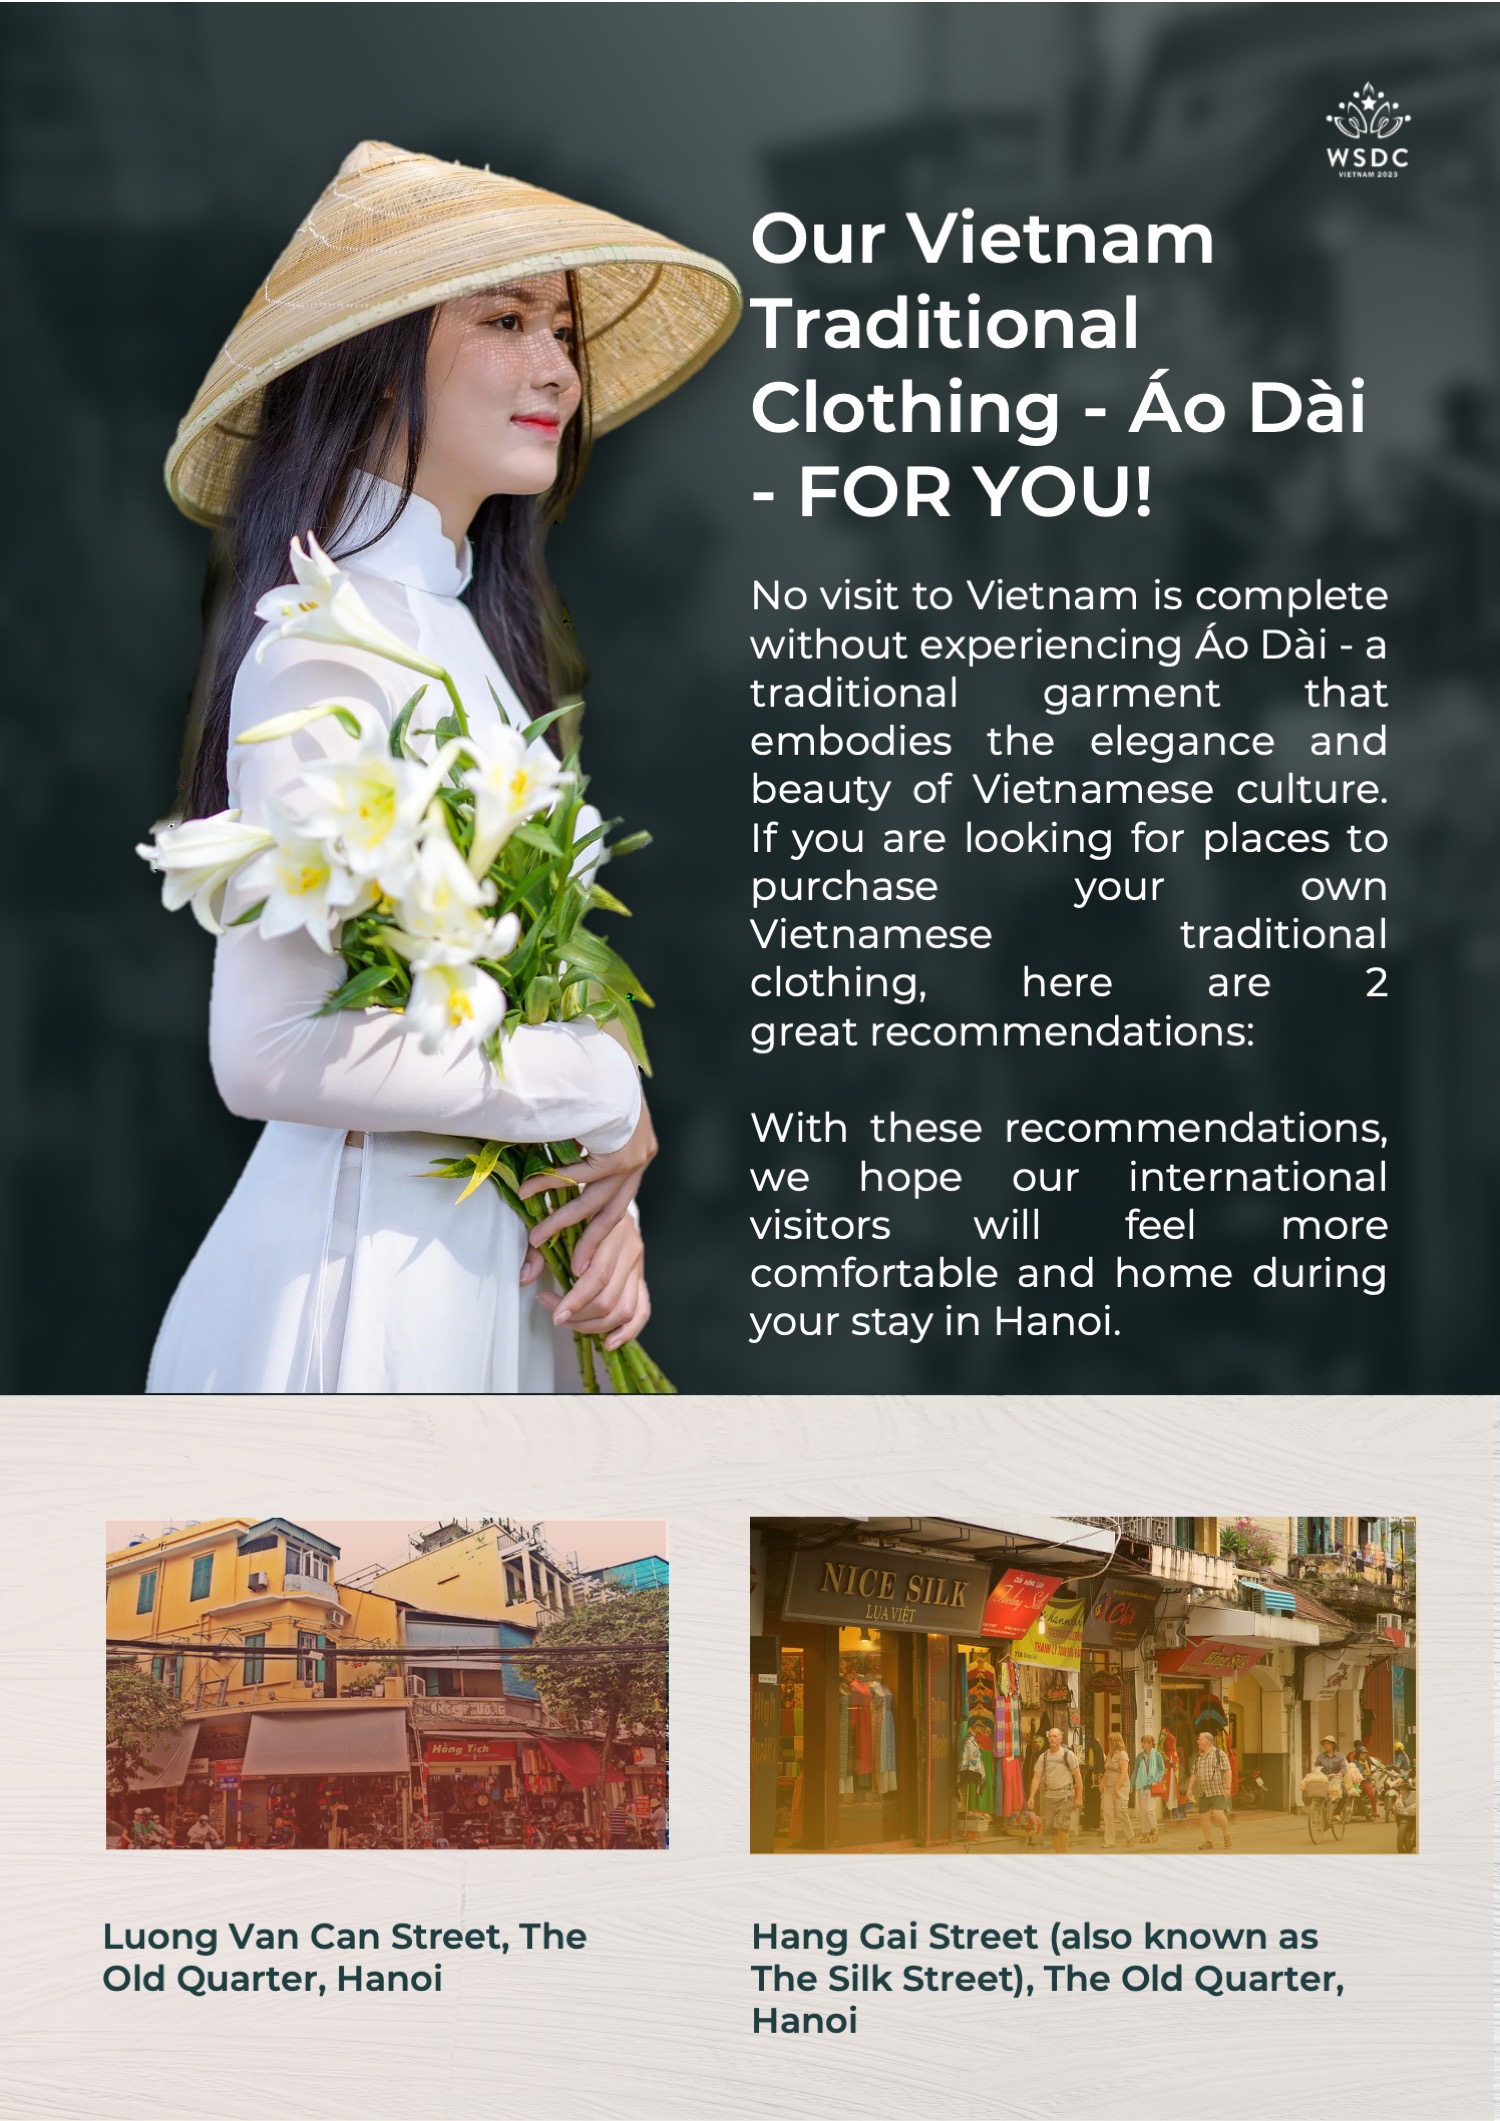 WSDC
VIETNAM 2023
Our Vietnam
Traditional
Clothing - Áo Dài
- FOR YOU!
No visit to Vietnam is complete
without experiencing Áo Dài - a
traditional garment that
embodies the elegance and
beauty of Vietnamese culture.
If you are looking for places to
purchase your own
Vietnamese traditional
clothing, here are 2
great recommendations:
With these recommendations,
we hope our international
visitors will feel more
comfortable and home during
your stay in Hanoi.
Hồng Tích
NICE SILK
LỤA VIỆT
Luong Van Can Street, The
Old Quarter, Hanoi
Hang Gai Street (also known as
The Silk Street), The Old Quarter,
Hanoi